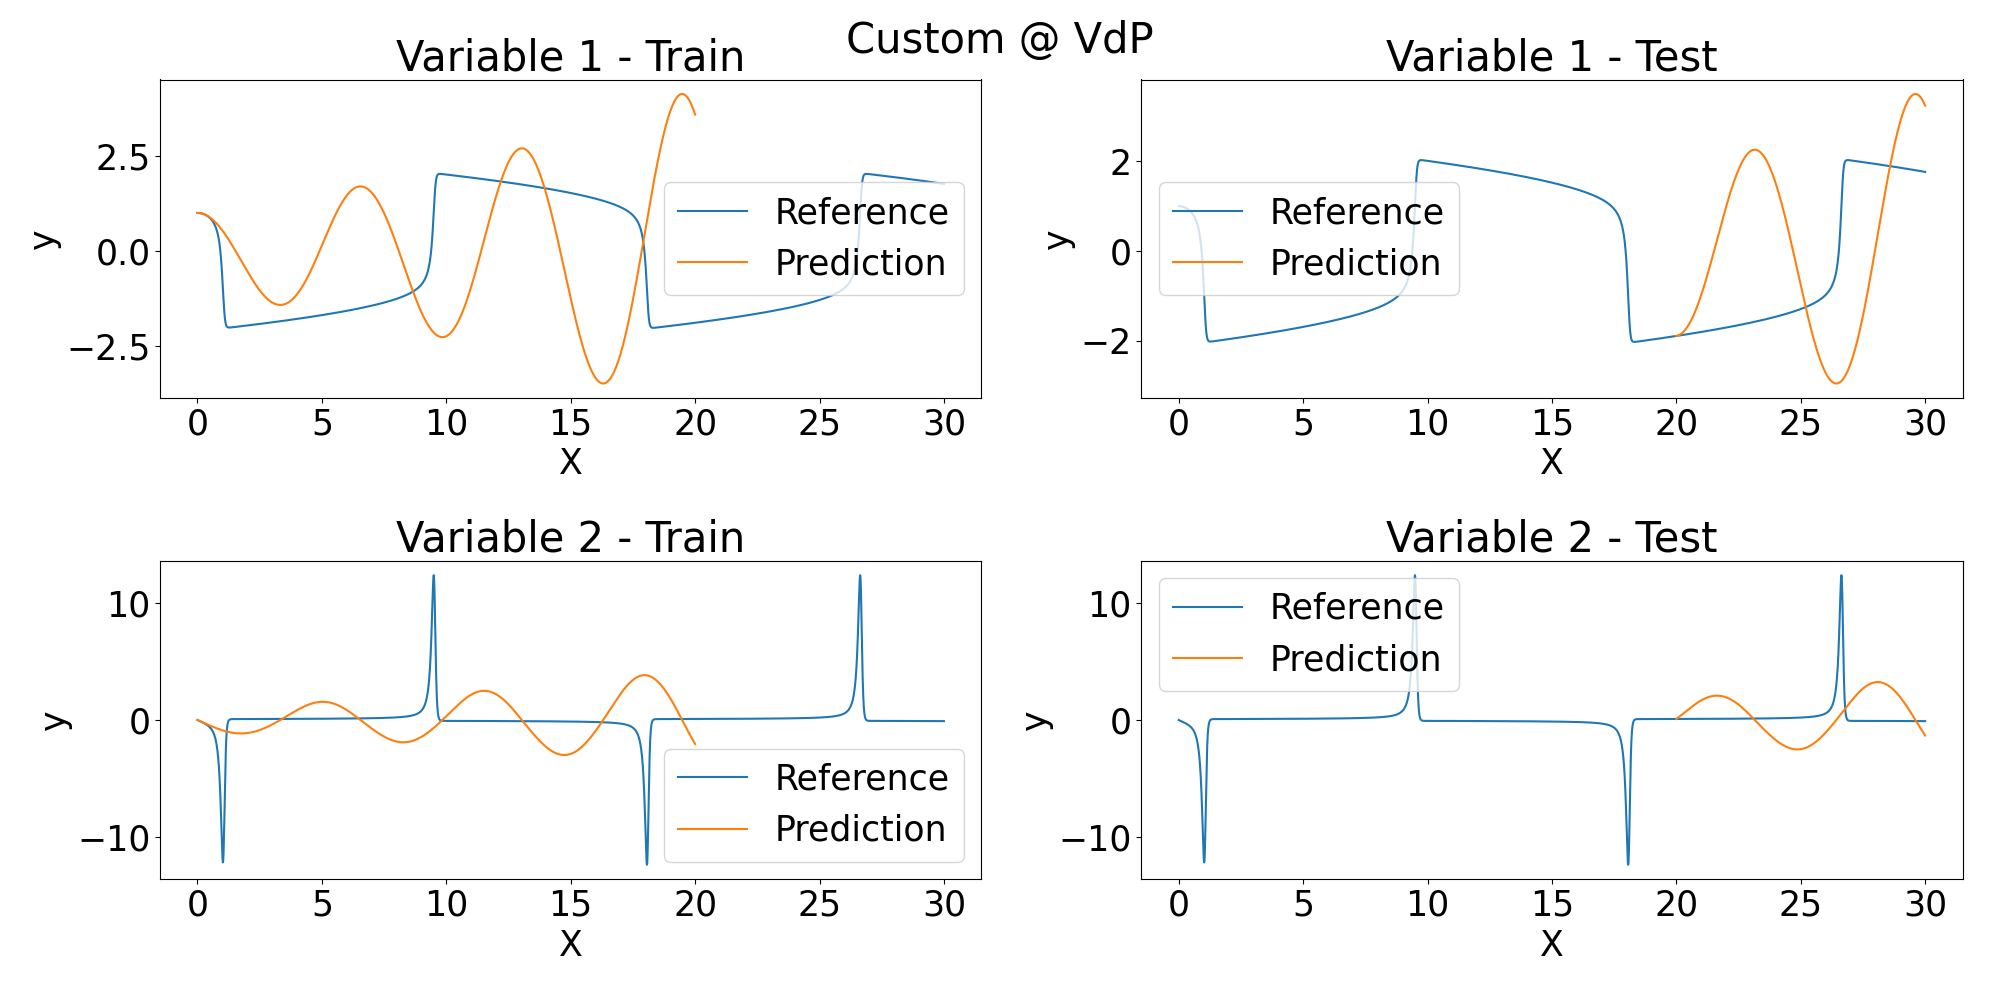 Custom @ VdP
Variable 1 - Train
2.5
0.0
−2.5
y
Reference
Prediction
0 5 10 15 20 25 30
X
Variable 1 - Test
2
0
−2
y
Reference
Prediction
0 5 10 15 20 25 30
X
Variable 2 - Train
10
0
−10
y
Reference
Prediction
0 5 10 15 20 25 30
X
Variable 2 - Test
10
0
−10
y
Reference
Prediction
0 5 10 15 20 25 30
X